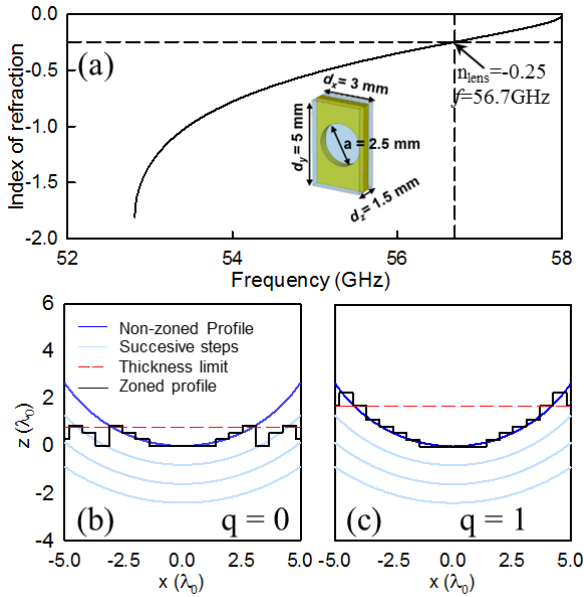 0.0
-0.5
-1.0
-1.5
-2.0
Index of refraction
(a)
n_lens=-0.25
f=56.7GHz
dx= 3 mm
dy = 5 mm
a = 2.5 mm
dz= 1.5 mm
52
54
56
58
Frequency (GHz)
6
4
2
0
-2
-4
z (λ0)
Non-zoned Profile
Succesive steps
Thickness limit
Zoned profile
(b) q = 0
(c) q = 1
-5.0 -2.5 0.0 2.5 5.0
x (λ0)
-5.0 -2.5 0.0 2.5 5.0
x (λ0)